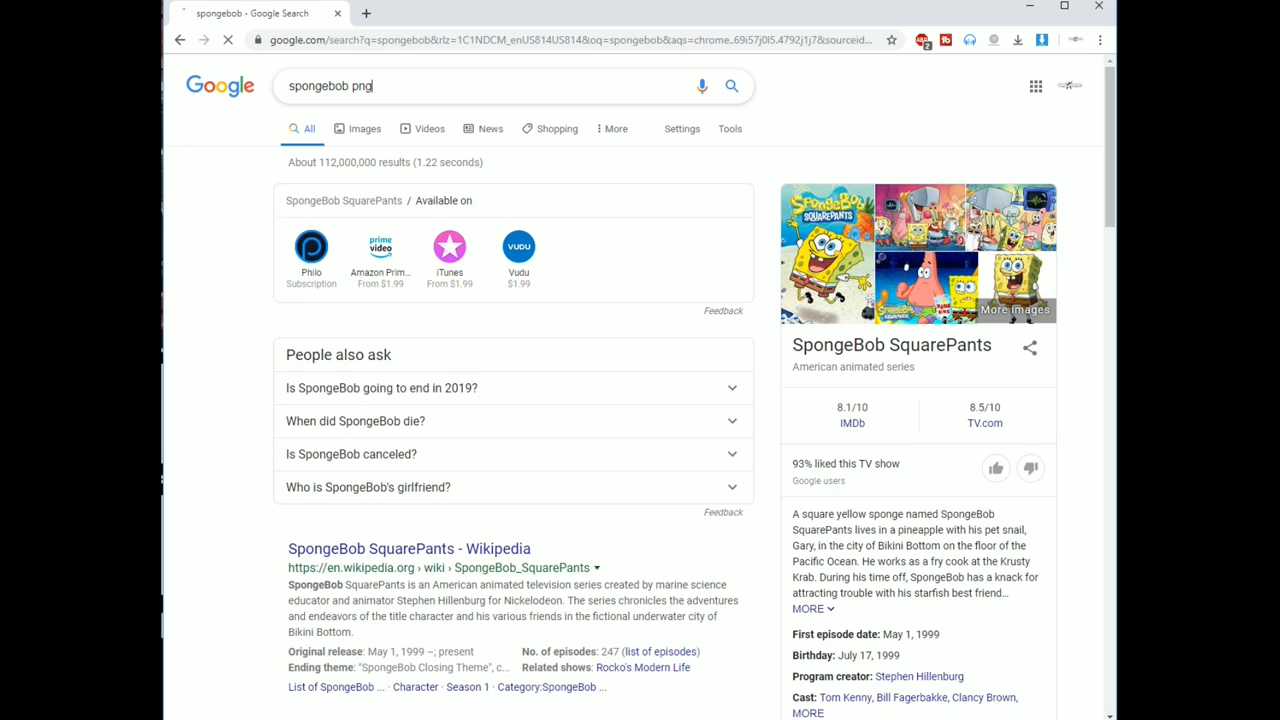 spongebob - Google Search
google.com/search?q=spongebob&rlz=1C1NDCM_enUS814US814&oq=spongebob&aqs=chrome..69i57j0l5.4792j1j7&sourceid...
2
Google
spongebob png
All Images Videos News Shopping More Settings Tools
About 112,000,000 results (1.22 seconds)
SpongeBob SquarePants / Available on
Philo
Subscription
prime video
Amazon Prim...
From $1.99
iTunes
From $1.99
VUDU
Vudu
$1.99
Feedback
People also ask
Is SpongeBob going to end in 2019?
When did SpongeBob die?
Is SpongeBob canceled?
Who is SpongeBob's girlfriend?
Feedback
SpongeBob SquarePants - Wikipedia
https://en.wikipedia.org › wiki › SpongeBob_SquarePants
SpongeBob SquarePants is an American animated television series created by marine science
educator and animator Stephen Hillenburg for Nickelodeon. The series chronicles the adventures
and endeavors of the title character and his various friends in the fictional underwater city of
Bikini Bottom.
Original release: May 1, 1999 –; present No. of episodes: 247 (list of episodes)
Ending theme: "SpongeBob Closing Theme", c... Related shows: Rocko's Modern Life
List of SpongeBob ... · Character · Season 1 · Category:SpongeBob ...
SpongeBob
SQUAREPANTS
More images
SpongeBob SquarePants
American animated series
8.1/10
IMDb
8.5/10
TV.com
93% liked this TV show
Google users
A square yellow sponge named SpongeBob
SquarePants lives in a pineapple with his pet snail,
Gary, in the city of Bikini Bottom on the floor of the
Pacific Ocean. He works as a fry cook at the Krusty
Krab. During his time off, SpongeBob has a knack for
attracting trouble with his starfish best friend...
MORE
First episode date: May 1, 1999
Birthday: July 17, 1999
Program creator: Stephen Hillenburg
Cast: Tom Kenny, Bill Fagerbakke, Clancy Brown,
MORE